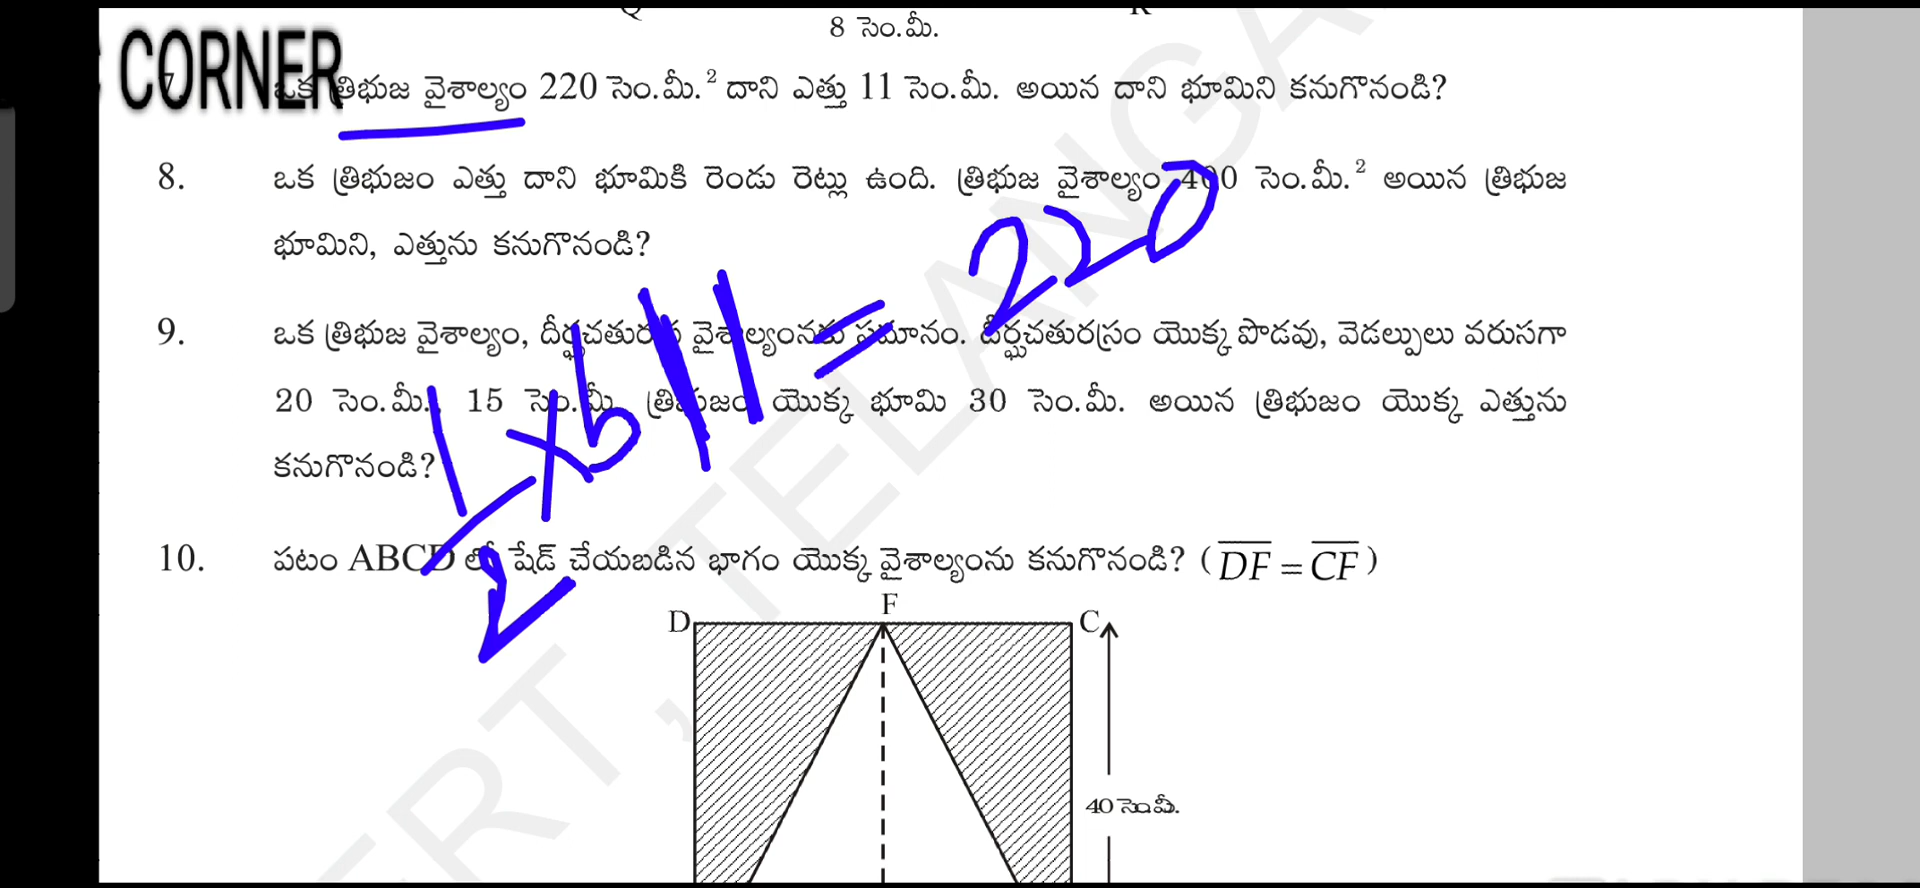 8 సెం.మీ.
CORNER
7. ఒక త్రిభుజ వైశాల్యం 220 సెం.మీ.² దాని ఎత్తు 11 సెం.మీ. అయిన దాని భూమిని కనుగొనండి?
8. ఒక త్రిభుజం ఎత్తు దాని భూమికి రెండు రెట్లు ఉంది. త్రిభుజ వైశాల్యం 400 సెం.మీ.² అయిన త్రిభుజ
భూమిని, ఎత్తును కనుగొనండి?
9. ఒక త్రిభుజ వైశాల్యం, దీర్ఘచతురస్ర వైశాల్యంనకు సమానం. దీర్ఘచతురస్రం యొక్క పొడవు, వెడల్పులు వరుసగా
20 సెం.మీ., 15 సెం.మీ. త్రిభుజం యొక్క భూమి 30 సెం.మీ. అయిన త్రిభుజం యొక్క ఎత్తును
కనుగొనండి?
1/2 × b 11 = 220
10. పటం ABCD లో షేడ్ చేయబడిన భాగం యొక్క వైశాల్యంను కనుగొనండి? (DF = CF)
D F C
40 సెం.మీ.
ERT, TELANGA